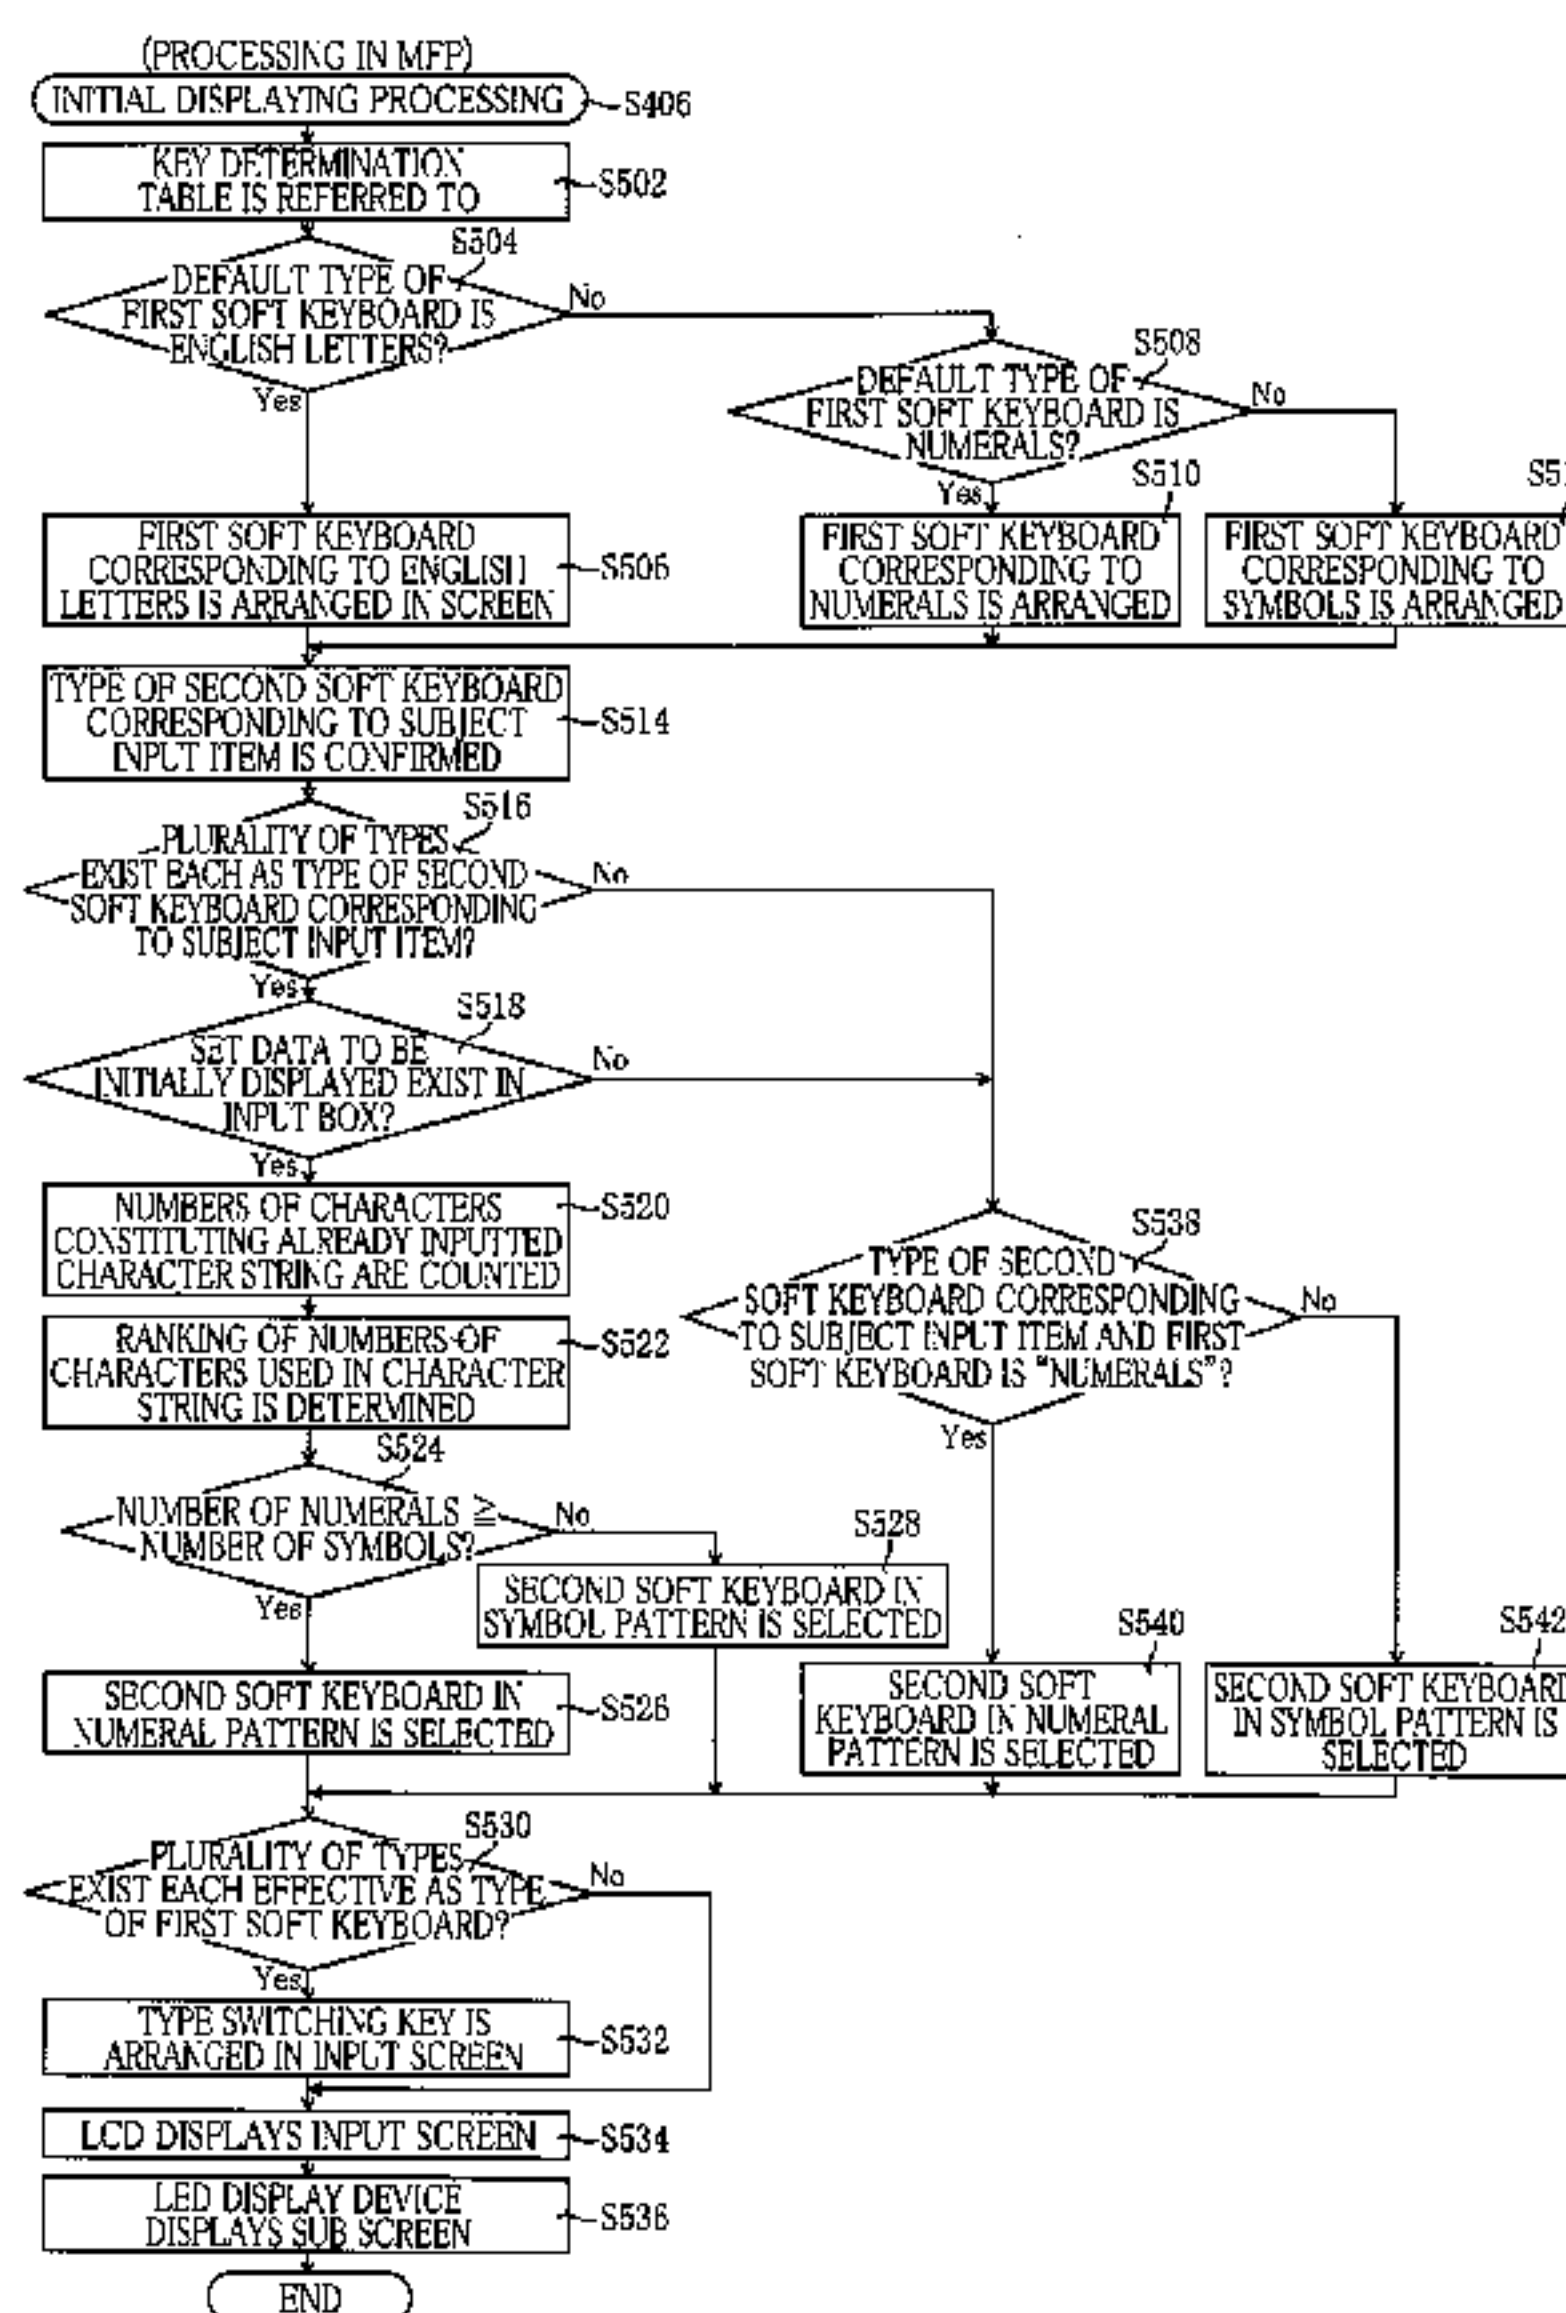 (PROCESSING IN MFP)
INITIAL DISPLAYING PROCESSING
S406
KEY DETERMINATION
TABLE IS REFERRED TO
S502
S504
DEFAULT TYPE OF
FIRST SOFT KEYBOARD IS
ENGLISH LETTERS?
No
Yes
S508
DEFAULT TYPE OF
FIRST SOFT KEYBOARD IS
NUMERALS?
No
Yes
FIRST SOFT KEYBOARD
CORRESPONDING TO ENGLISH
LETTERS IS ARRANGED IN SCREEN
S506
S510
FIRST SOFT KEYBOARD
CORRESPONDING TO
NUMERALS IS ARRANGED
FIRST SOFT KEYBOARD
CORRESPONDING TO
SYMBOLS IS ARRANGED
TYPE OF SECOND SOFT KEYBOARD
CORRESPONDING TO SUBJECT
INPUT ITEM IS CONFIRMED
S514
S516
PLURALITY OF TYPES
EXIST EACH AS TYPE OF SECOND
SOFT KEYBOARD CORRESPONDING
TO SUBJECT INPUT ITEM?
No
Yes
S518
SET DATA TO BE
INITIALLY DISPLAYED EXIST IN
INPUT BOX?
No
Yes
NUMBERS OF CHARACTERS
CONSTITUTING ALREADY INPUTTED
CHARACTER STRING ARE COUNTED
S520
RANKING OF NUMBERS OF
CHARACTERS USED IN CHARACTER
STRING IS DETERMINED
S522
S538
TYPE OF SECOND
SOFT KEYBOARD CORRESPONDING
TO SUBJECT INPUT ITEM AND FIRST
SOFT KEYBOARD IS "NUMERALS"?
No
Yes
S524
NUMBER OF NUMERALS ≧
NUMBER OF SYMBOLS?
No
Yes
S528
SECOND SOFT KEYBOARD IN
SYMBOL PATTERN IS SELECTED
SECOND SOFT KEYBOARD IN
NUMERAL PATTERN IS SELECTED
S526
S540
SECOND SOFT
KEYBOARD IN NUMERAL
PATTERN IS SELECTED
S542
SECOND SOFT KEYBOARD
IN SYMBOL PATTERN IS
SELECTED
S530
PLURALITY OF TYPES
EXIST EACH EFFECTIVE AS TYPE
OF FIRST SOFT KEYBOARD?
No
Yes
TYPE SWITCHING KEY IS
ARRANGED IN INPUT SCREEN
S532
LCD DISPLAYS INPUT SCREEN
S534
LED DISPLAY DEVICE
DISPLAYS SUB SCREEN
S536
END